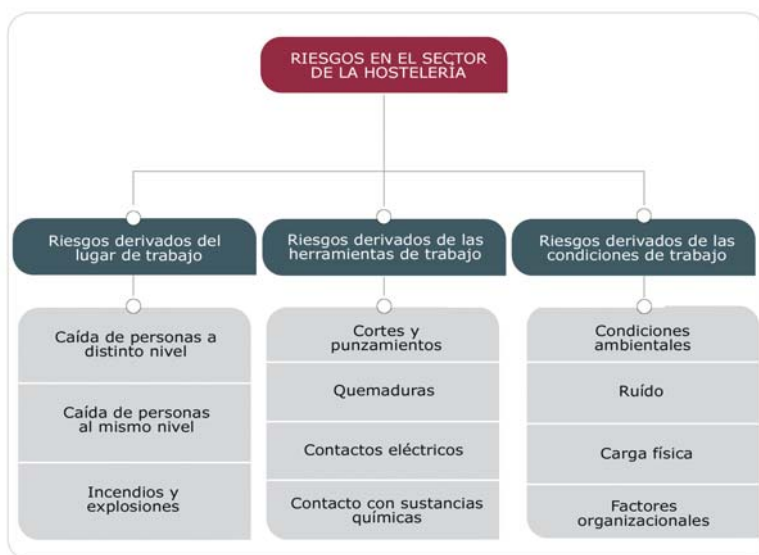 RIESGOS EN EL SECTOR
DE LA HOSTELERÍA
Riesgos derivados del
lugar de trabajo
Caída de personas a
distinto nivel
Caída de personas
al mismo nivel
Incendios y
explosiones
Riesgos derivados de las
herramientas de trabajo
Cortes y
punzamientos
Quemaduras
Contactos eléctricos
Contacto con sustancias
químicas
Riesgos derivados de las
condiciones de trabajo
Condiciones
ambientales
Ruído
Carga física
Factores
organizacionales